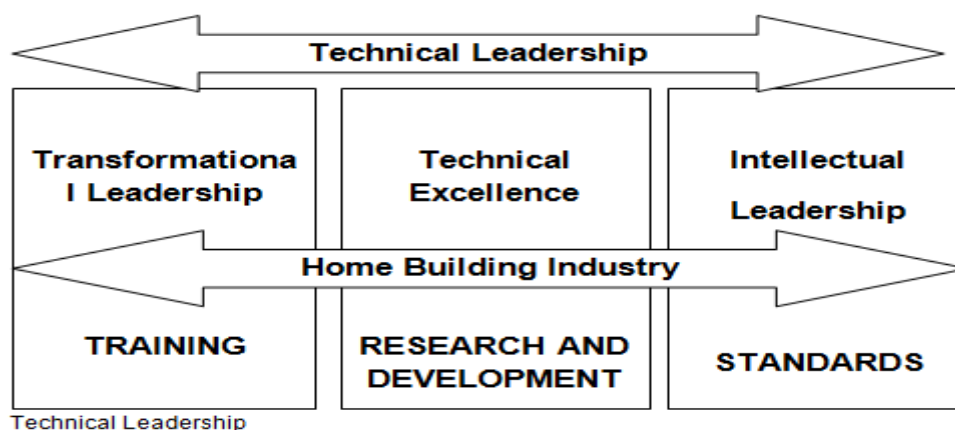 Technical Leadership
Transformationa
l Leadership
Technical
Excellence
Intellectual
Leadership
Home Building Industry
TRAINING
RESEARCH AND
DEVELOPMENT
STANDARDS
Technical Leadership